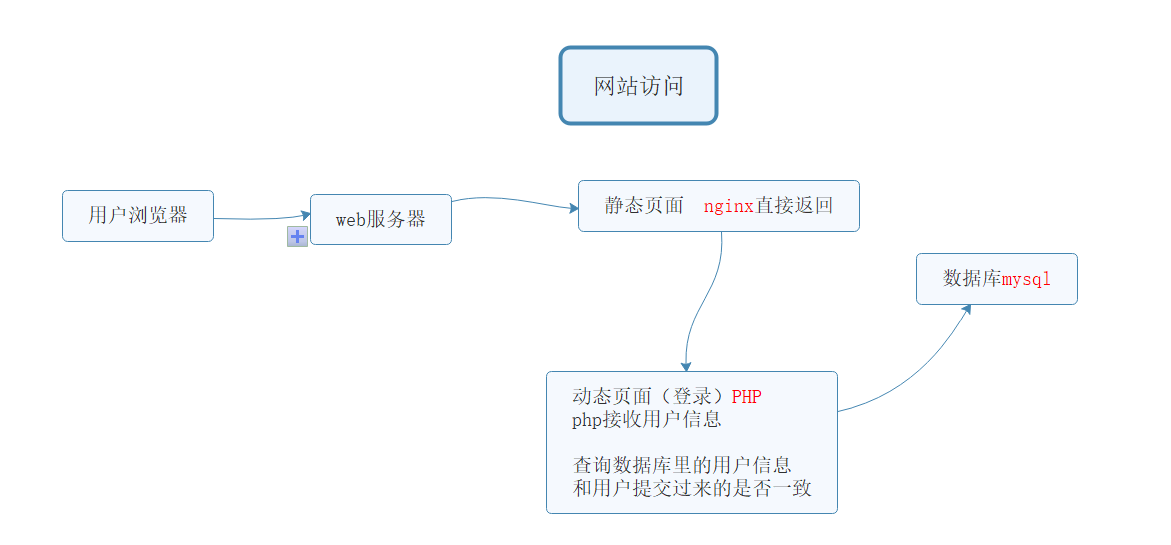 网站访问
用户浏览器
web服务器
静态页面 nginx直接返回
数据库mysql
动态页面（登录）PHP
php接收用户信息
查询数据库里的用户信息
和用户提交过来的是否一致